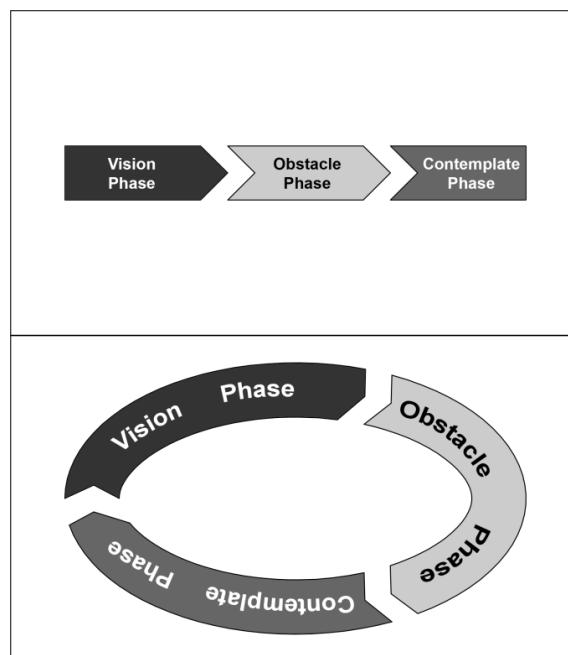 Vision
Phase
Obstacle
Phase
Contemplate
Phase
Vision Phase
Obstacle Phase
Contemplate Phase